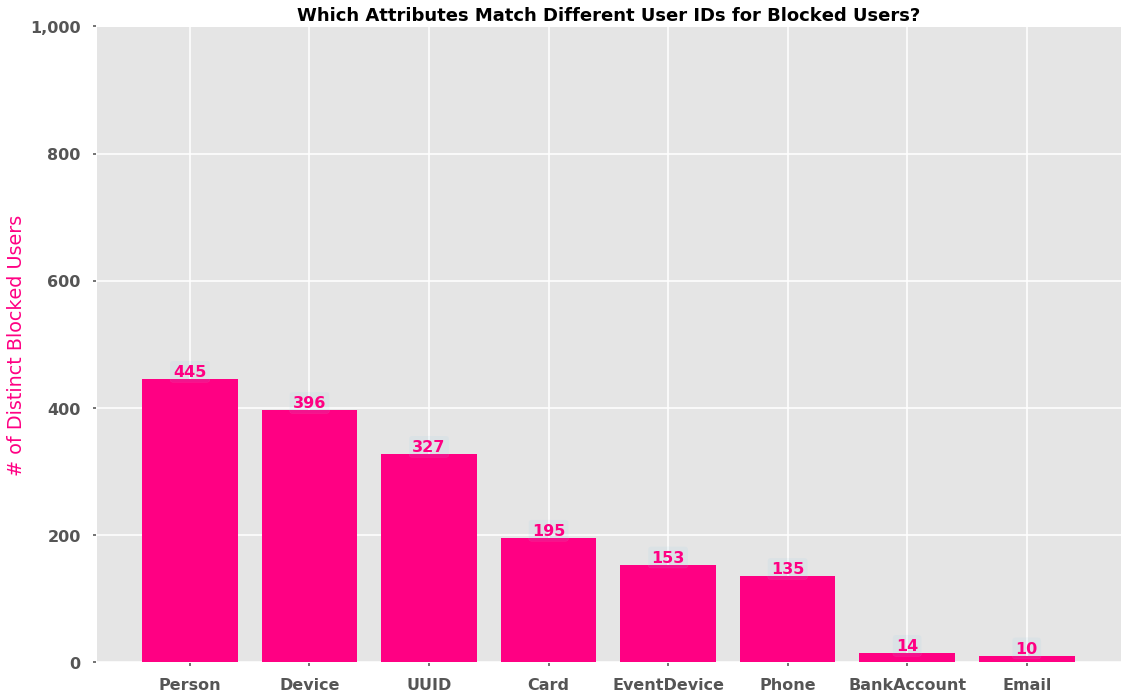 Which Attributes Match Different User IDs for Blocked Users?
1,000
800
600
400
200
0
# of Distinct Blocked Users
445
396
327
195
153
135
14
10
Person
Device
UUID
Card
EventDevice
Phone
BankAccount
Email